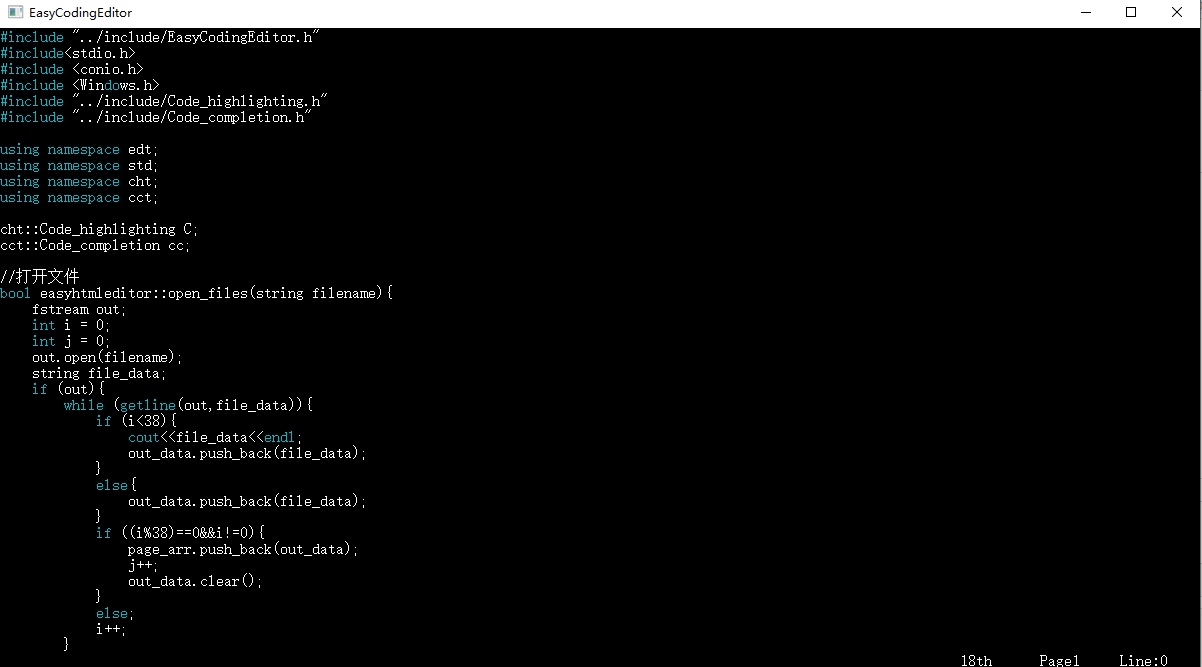 EasyCodingEditor
#include "../include/EasyCodingEditor.h"
#include<stdio.h>
#include <conio.h>
#include <Windows.h>
#include "../include/Code_highlighting.h"
#include "../include/Code_completion.h"
using namespace edt;
using namespace std;
using namespace cht;
using namespace cct;
cht::Code_highlighting C;
cct::Code_completion cc;
//打开文件
bool easyhtmleditor::open_files(string filename){
    fstream out;
    int i = 0;
    int j = 0;
    out.open(filename);
    string file_data;
    if (out){
        while (getline(out,file_data)){
            if (i<38){
                cout<<file_data<<endl;
                out_data.push_back(file_data);
            }
            else{
                out_data.push_back(file_data);
            }
            if ((i%38)==0&&i!=0){
                page_arr.push_back(out_data);
                j++;
                out_data.clear();
            }
            else;
            i++;
        }
18th Page1 Line:0